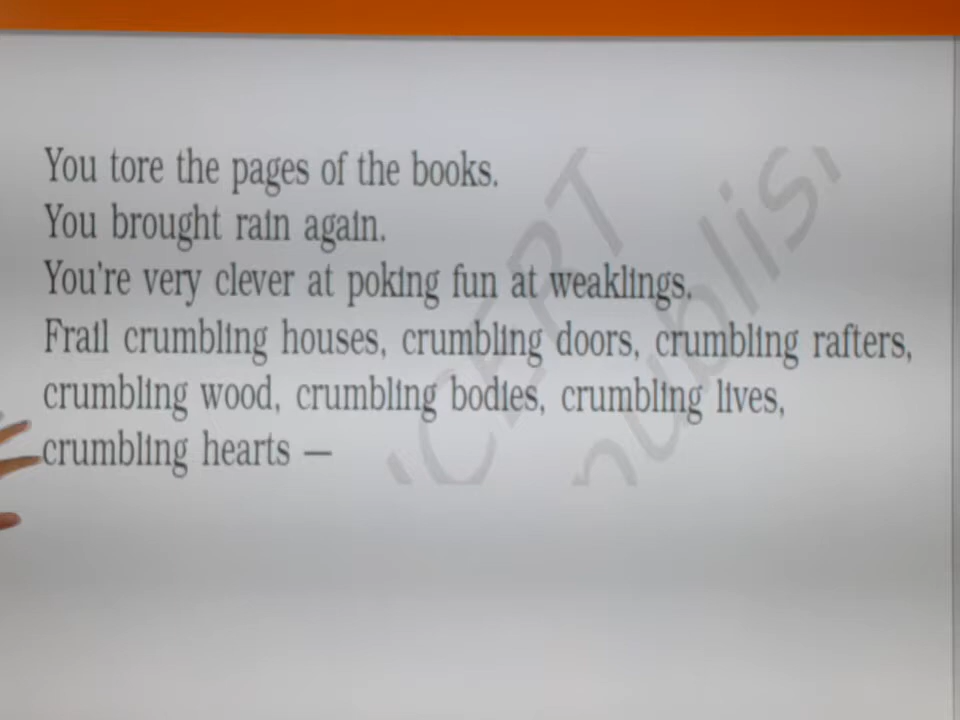 You tore the pages of the books.
You brought rain again.
You're very clever at poking fun at weaklings.
Frail crumbling houses, crumbling doors, crumbling rafters,
crumbling wood, crumbling bodies, crumbling lives,
crumbling hearts —